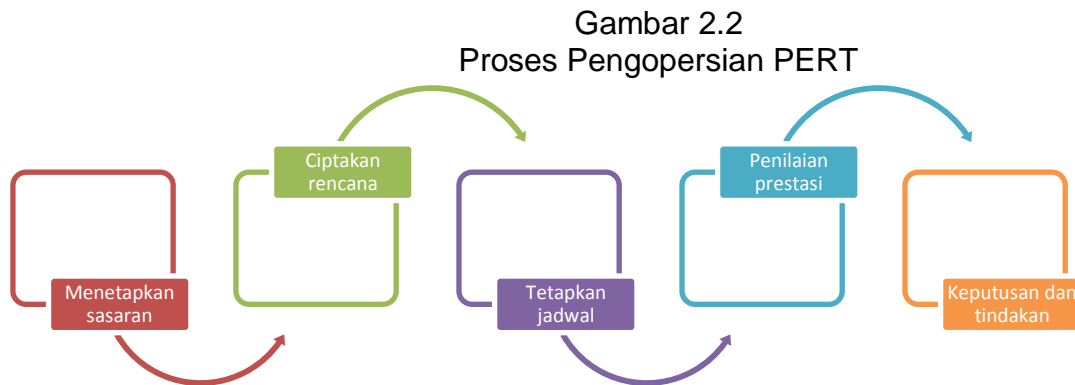 Gambar 2.2
Proses Pengopersian PERT
Menetapkan
sasaran
Ciptakan
rencana
Tetapkan
jadwal
Penilaian
prestasi
Keputusan dan
tindakan